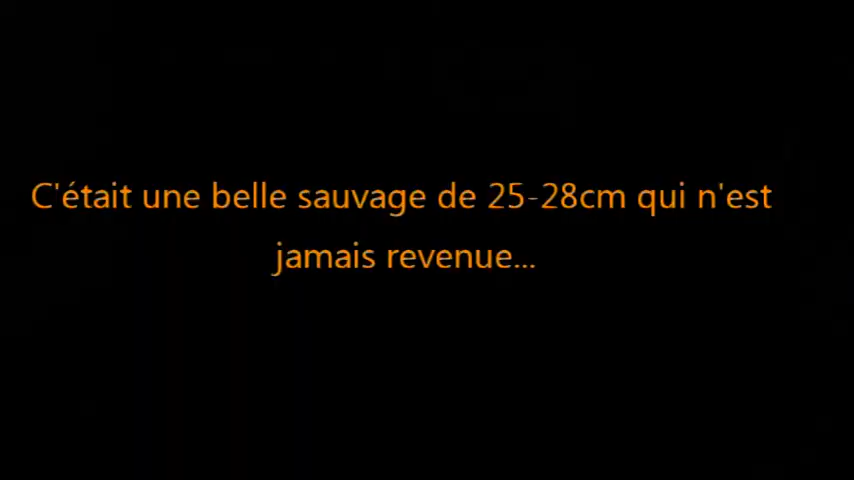 C'était une belle sauvage de 25-28cm qui n'est
jamais revenue...